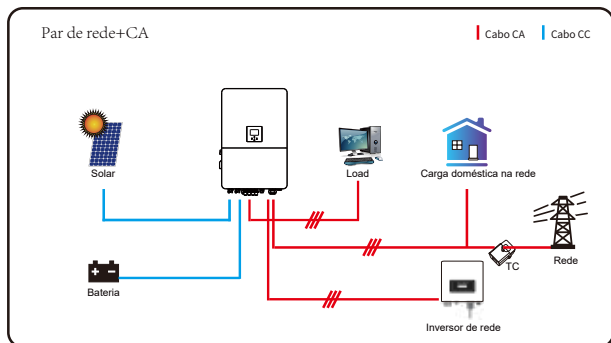 Par de rede+CA
Cabo CA
Cabo CC
Solar
Load
Carga doméstica na rede
TC
Rede
Bateria
Inversor de rede